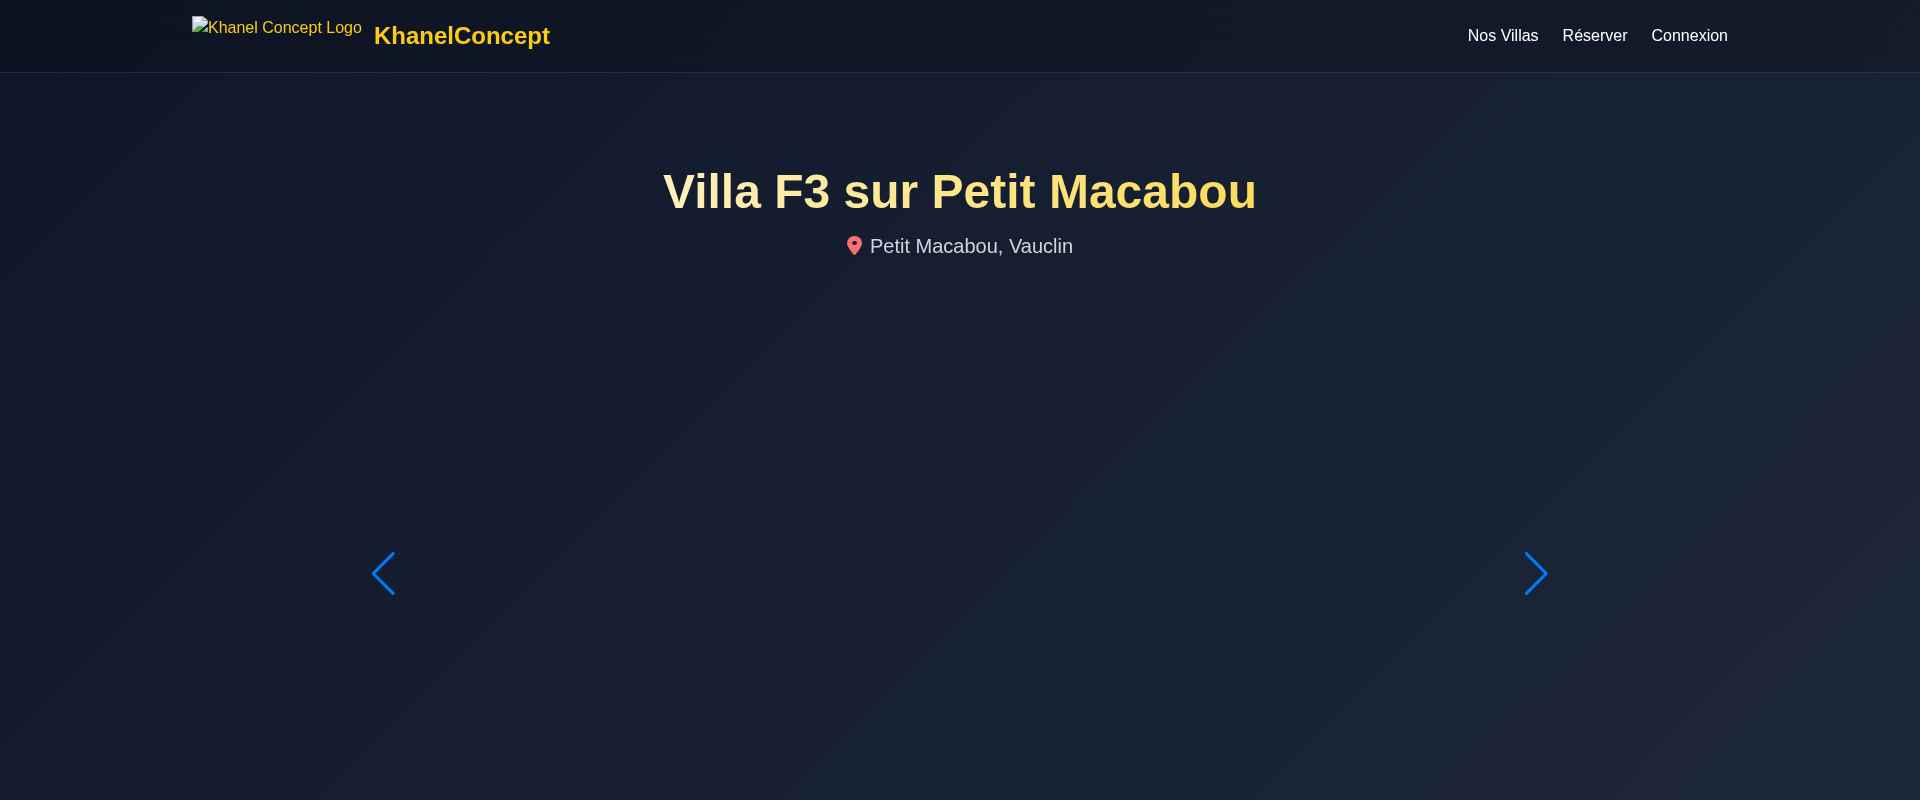 Khanel Concept Logo
KhanelConcept
Nos Villas
Réserver
Connexion
Villa F3 sur Petit Macabou
Petit Macabou, Vauclin